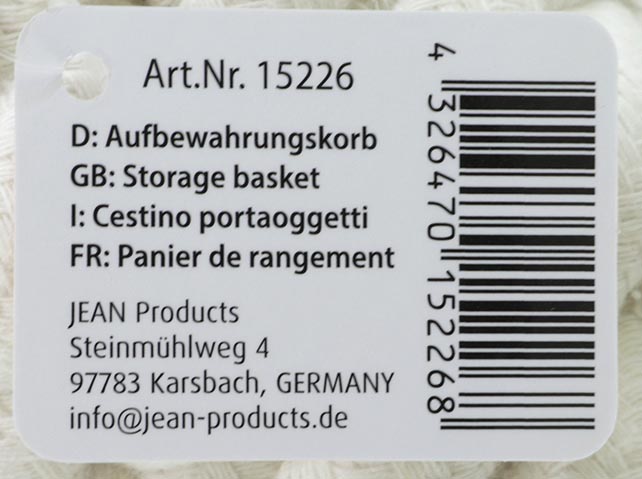 Art.Nr. 15226
D: Aufbewahrungskorb
GB: Storage basket
I: Cestino portaoggetti
FR: Panier de rangement
JEAN Products
Steinmühlweg 4
97783 Karsbach, GERMANY
info@jean-products.de
4 326470 152268